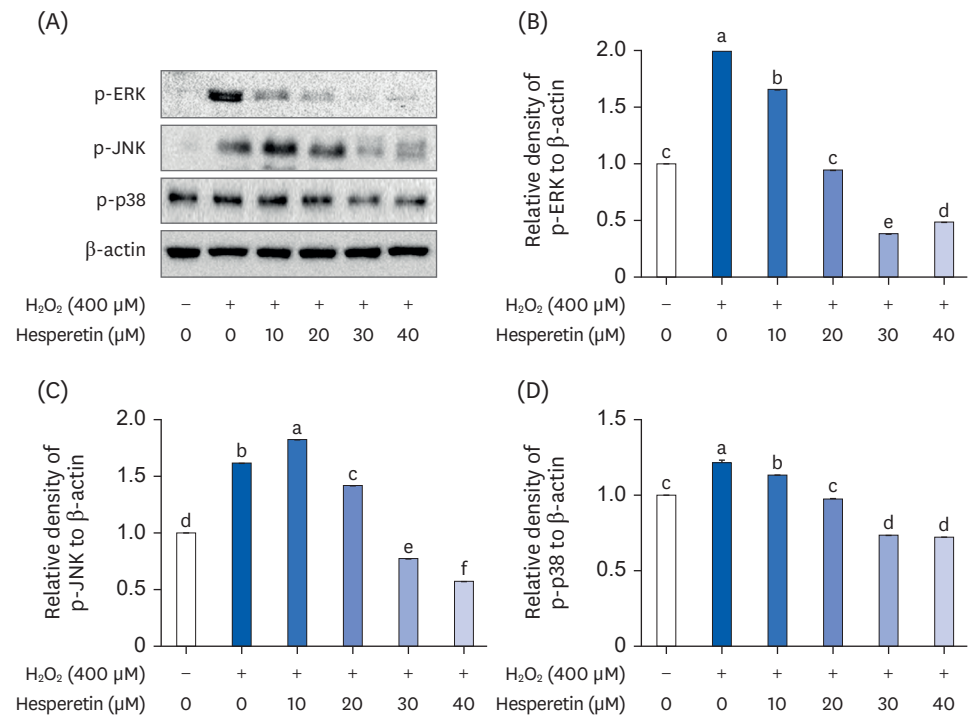 (A)
p-ERK
p-JNK
p-p38
β-actin
H₂O₂ (400 µM) − + + + + +
Hesperetin (µM) 0 0 10 20 30 40
(B)
Relative density of
p-ERK to β-actin
2.0
1.5
1.0
0.5
0
c a b c e d
H₂O₂ (400 µM) − + + + + +
Hesperetin (µM) 0 0 10 20 30 40
(C)
Relative density of
p-JNK to β-actin
2.0
1.5
1.0
0.5
0
d b a c e f
H₂O₂ (400 µM) − + + + + +
Hesperetin (µM) 0 0 10 20 30 40
(D)
Relative density of
p-p38 to β-actin
1.5
1.0
0.5
0
c a b c d d
H₂O₂ (400 µM) − + + + + +
Hesperetin (µM) 0 0 10 20 30 40